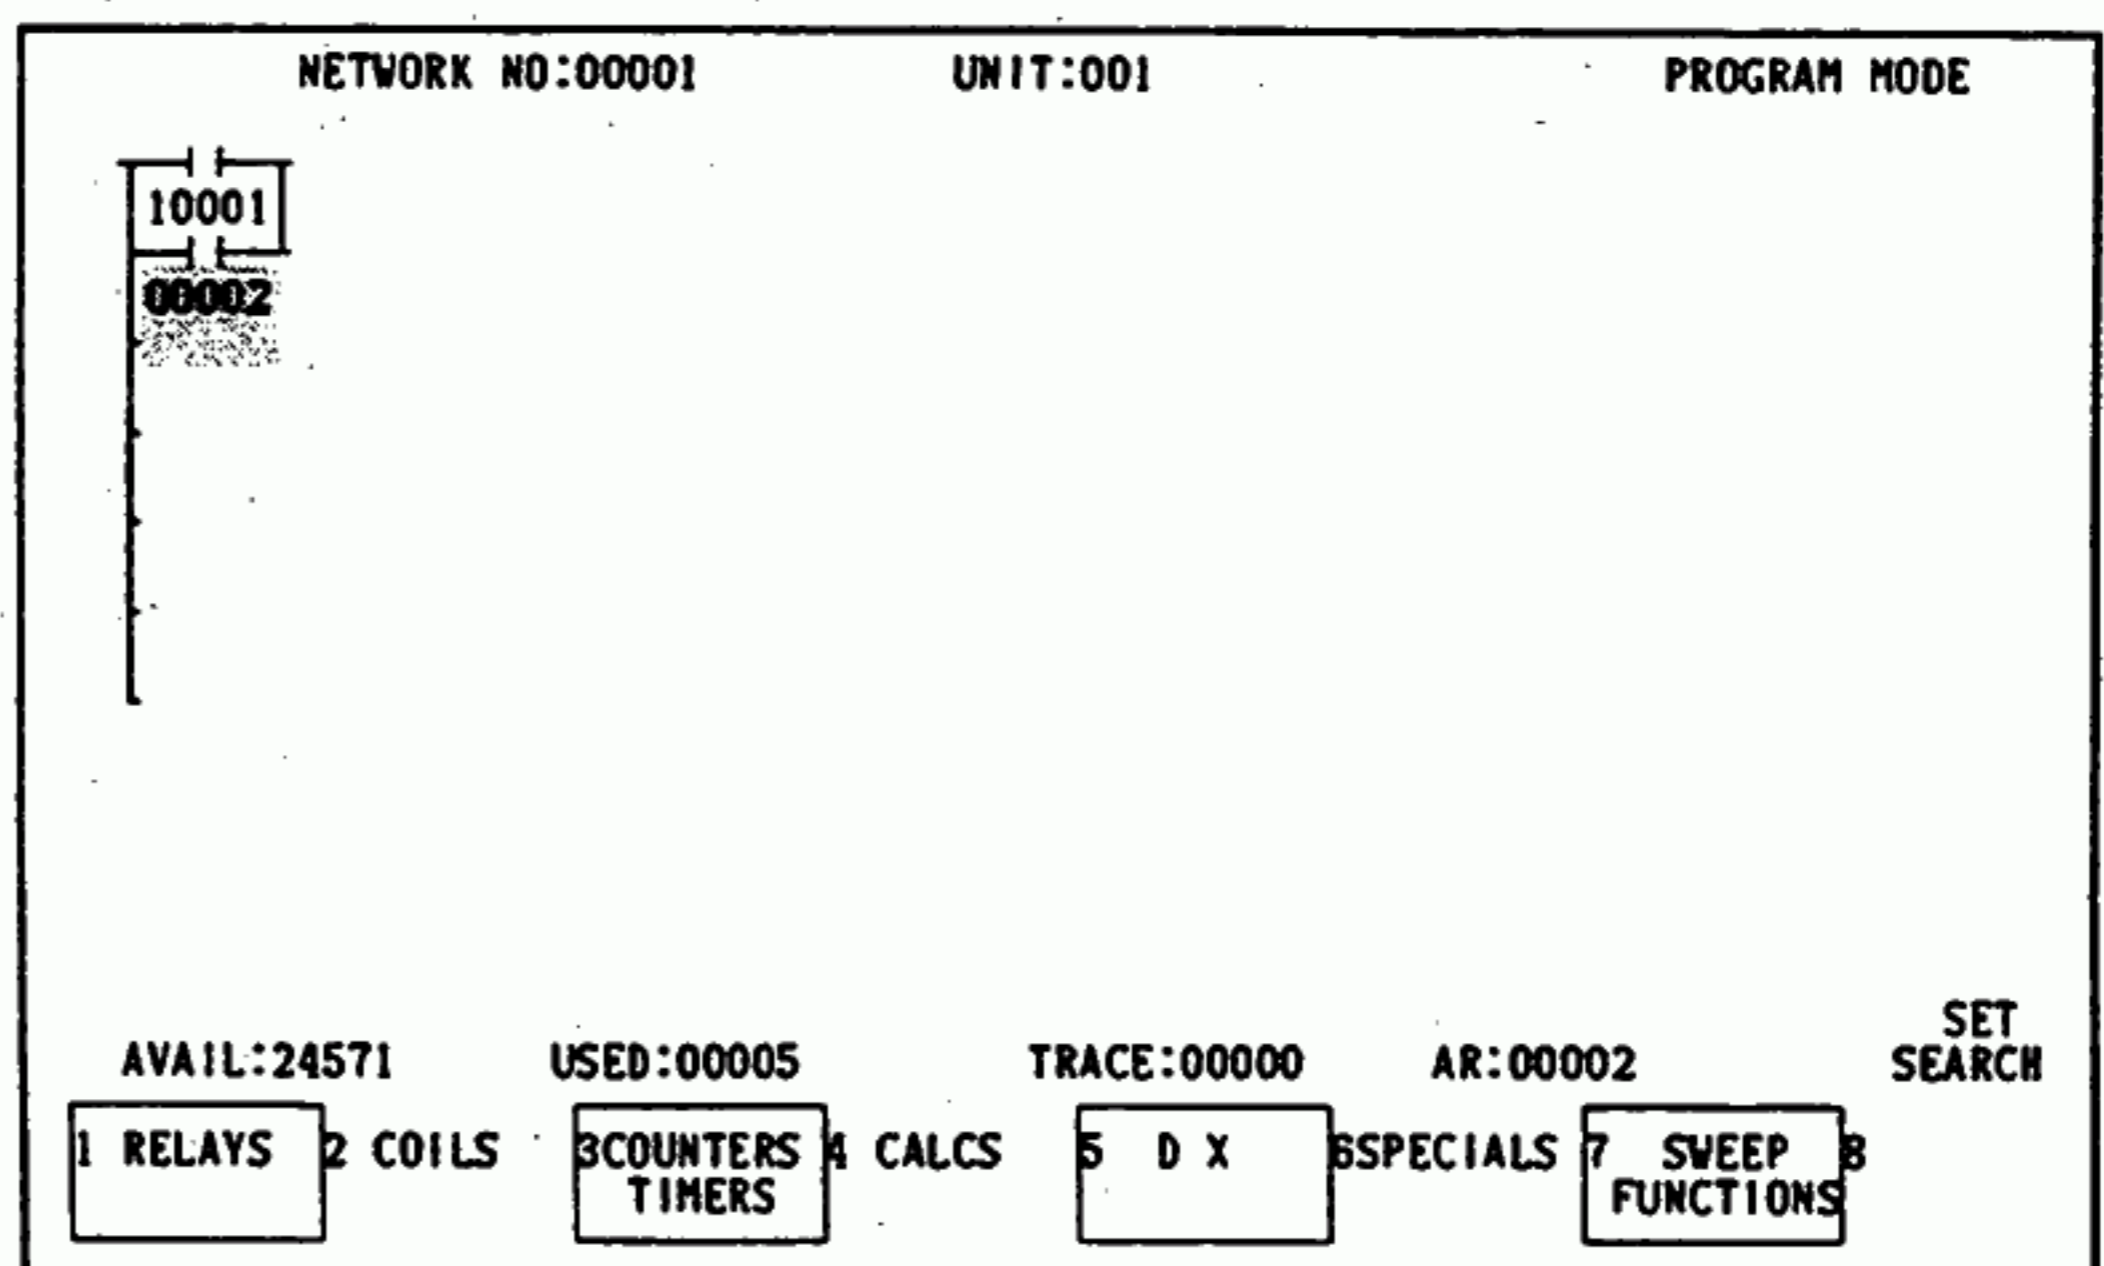 NETWORK NO:00001 UNIT:001 PROGRAM MODE
10001
00002
SET
AVAIL:24571 USED:00005 TRACE:00000 AR:00002 SEARCH
1 RELAYS 2 COILS 3COUNTERS 4 CALCS 5 D X 6SPECIALS 7 SWEEP 8
TIMERS FUNCTIONS